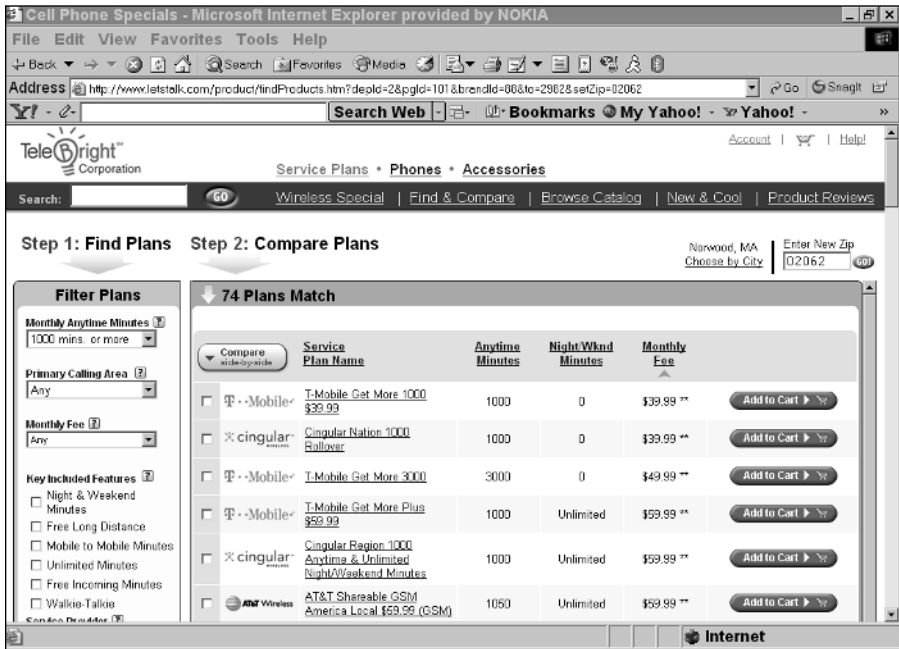 Cell Phone Specials - Microsoft Internet Explorer provided by NOKIA
File Edit View Favorites Tools Help
Back Search Favorites Media
Address http://www.letstalk.com/product/findProducts.htm?depId=2&pgId=101&brandId=88&to=2982&setZip=02062 Go SnagIt
Y! Search Web Bookmarks My Yahoo! - Yahoo! - »
TeleBright™ Corporation
Account | | Help!
Service Plans • Phones • Accessories
Search: GO Wireless Special | Find & Compare | Browse Catalog | New & Cool | Product Reviews
Step 1: Find Plans Step 2: Compare Plans
Norwood, MA
Choose by City
Enter New Zip
02062 GO!
Filter Plans
Monthly Anytime Minutes ?
1000 mins. or more
Primary Calling Area ?
Any
Monthly Fee ?
Any
Key Included Features ?
Night & Weekend
Minutes
Free Long Distance
Mobile to Mobile Minutes
Unlimited Minutes
Free Incoming Minutes
Walkie-Talkie
Service Provider ?
74 Plans Match
Compare side-by-side Service Plan Name Anytime Minutes Night/Wknd Minutes Monthly Fee
T··Mobile T-Mobile Get More 1000 $39.99 1000 0 $39.99 ** Add to Cart
cingular Cingular Nation 1000 Rollover 1000 0 $39.99 ** Add to Cart
T··Mobile T-Mobile Get More 3000 3000 0 $49.99 ** Add to Cart
T··Mobile T-Mobile Get More Plus $59.99 1000 Unlimited $59.99 ** Add to Cart
cingular Cingular Region 1000 Anytime & Unlimited Night/Weekend Minutes 1000 Unlimited $59.99 ** Add to Cart
AT&T Wireless AT&T Shareable GSM America Local $59.99 (GSM) 1050 Unlimited $59.99 ** Add to Cart
Internet